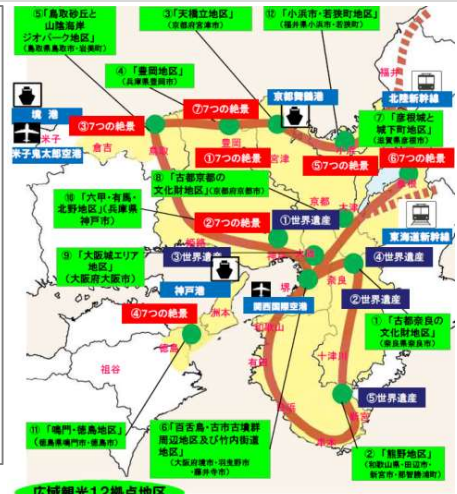 ⑤「鳥取砂丘と
山陰海岸
ジオパーク地区」
(鳥取県鳥取市・岩美町)
③「天橋立地区」
(京都府宮津市)
⑫「小浜市・若狭町地区」
(福井県小浜市・若狭町)
④「豊岡地区」
(兵庫県豊岡市)
福井
北陸新幹線
京都舞鶴港
境港
米子
米子鬼太郎空港
倉吉
③7つの絶景
鳥取
⑦7つの絶景
豊岡
宮津
小浜
⑦「彦根城と
城下町地区」
(滋賀県彦根市)
①7つの絶景
⑤7つの絶景
⑥7つの絶景
⑧「古都京都の
文化財地区」
(京都府京都市)
京都
大津
⑩「六甲・有馬・
北野地区」(兵庫県
神戸市)
②7つの絶景
①世界遺産
東海道新幹線
姫路
⑨「大阪城エリア
地区」
(大阪府大阪市)
③世界遺産
④世界遺産
神戸港
堺
奈良
関西国際空港
②世界遺産
④7つの絶景
洲本
和歌山
①「古都奈良の
文化財地区」
(奈良県奈良市)
徳島
有田
十津川
祖谷
⑤世界遺産
新宮
串本
⑪「鳴門・徳島地区」
(徳島県鳴門市・徳島市)
⑥「百舌鳥・古市古墳群
周辺地区及び竹内街道
地区」
(大阪府堺市・羽曳野市
・藤井寺市)
②「熊野地区」
(和歌山県・田辺市・
新宮市・那智勝浦町)
広域観光12拠点地区